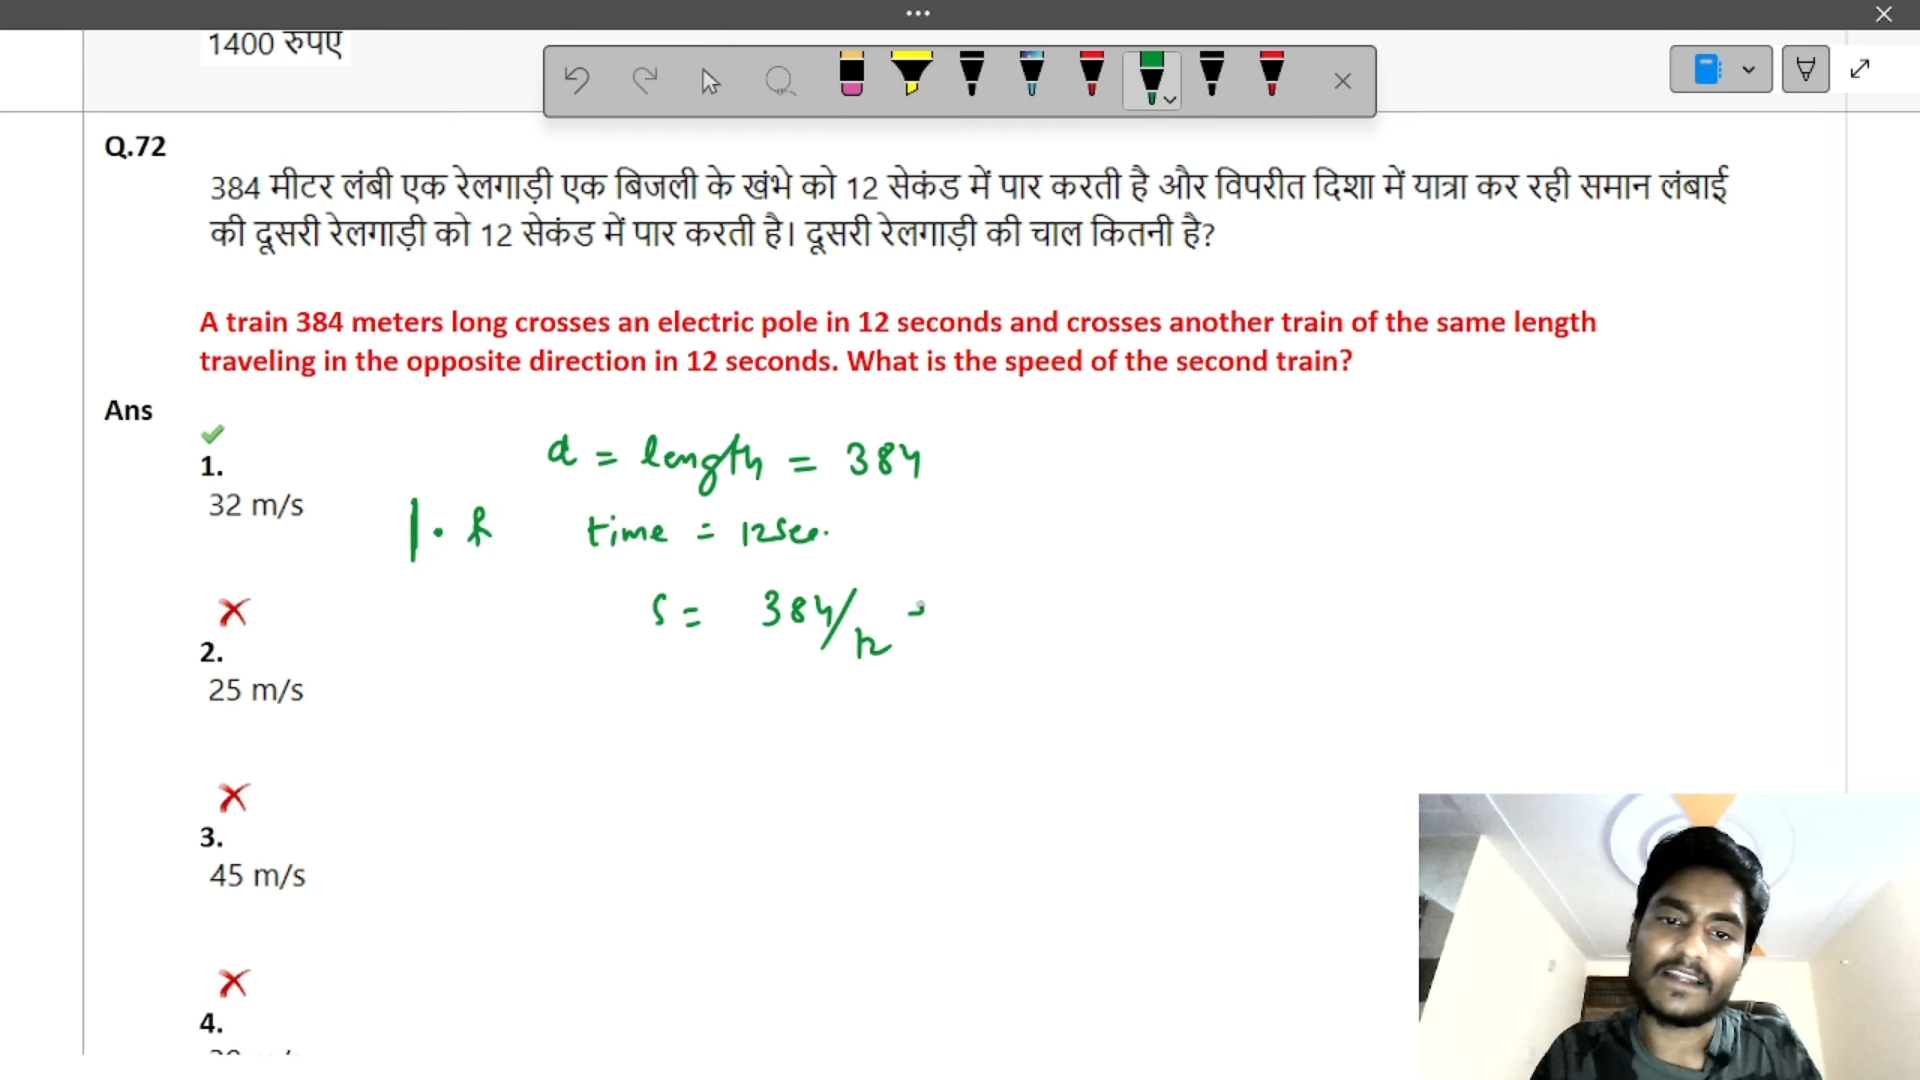 1400 रुपए
Q.72
384 मीटर लंबी एक रेलगाड़ी एक बिजली के खंभे को 12 सेकंड में पार करती है और विपरीत दिशा में यात्रा कर रही समान लंबाई
की दूसरी रेलगाड़ी को 12 सेकंड में पार करती है। दूसरी रेलगाड़ी की चाल कितनी है?
A train 384 meters long crosses an electric pole in 12 seconds and crosses another train of the same length
traveling in the opposite direction in 12 seconds. What is the speed of the second train?
Ans
1.
32 m/s
d = length = 384
time = 12sec.
s = 384/12
2.
25 m/s
3.
45 m/s
4.